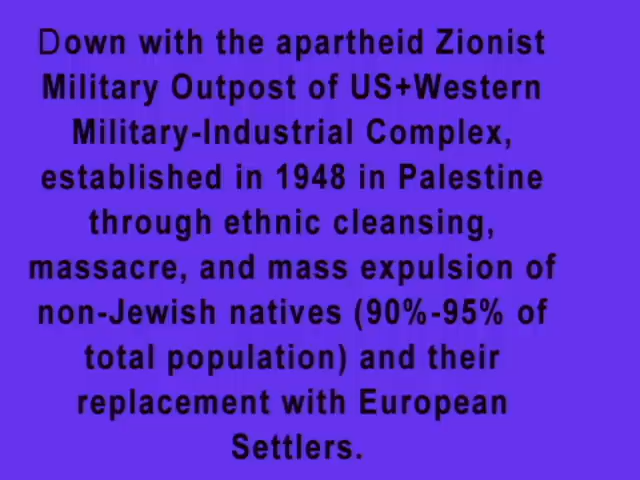 Down with the apartheid Zionist
Military Outpost of US+Western
Military-Industrial Complex,
established in 1948 in Palestine
through ethnic cleansing,
massacre, and mass expulsion of
non-Jewish natives (90%-95% of
total population) and their
replacement with European
Settlers.